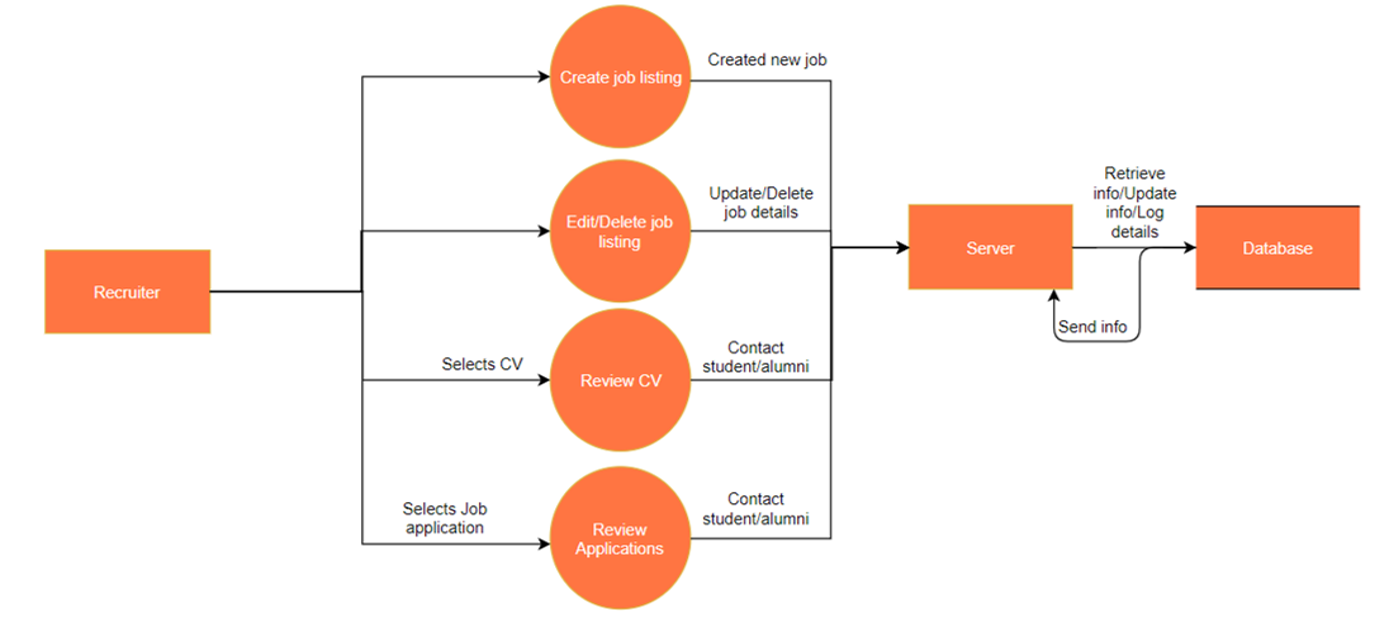 Created new job
Create job listing
Retrieve
info/Update
info/Log
details
Update/Delete
job details
Edit/Delete job
listing
Server
Database
Recruiter
Send info
Contact
student/alumni
Selects CV
Review CV
Contact
student/alumni
Selects Job
application
Review
Applications